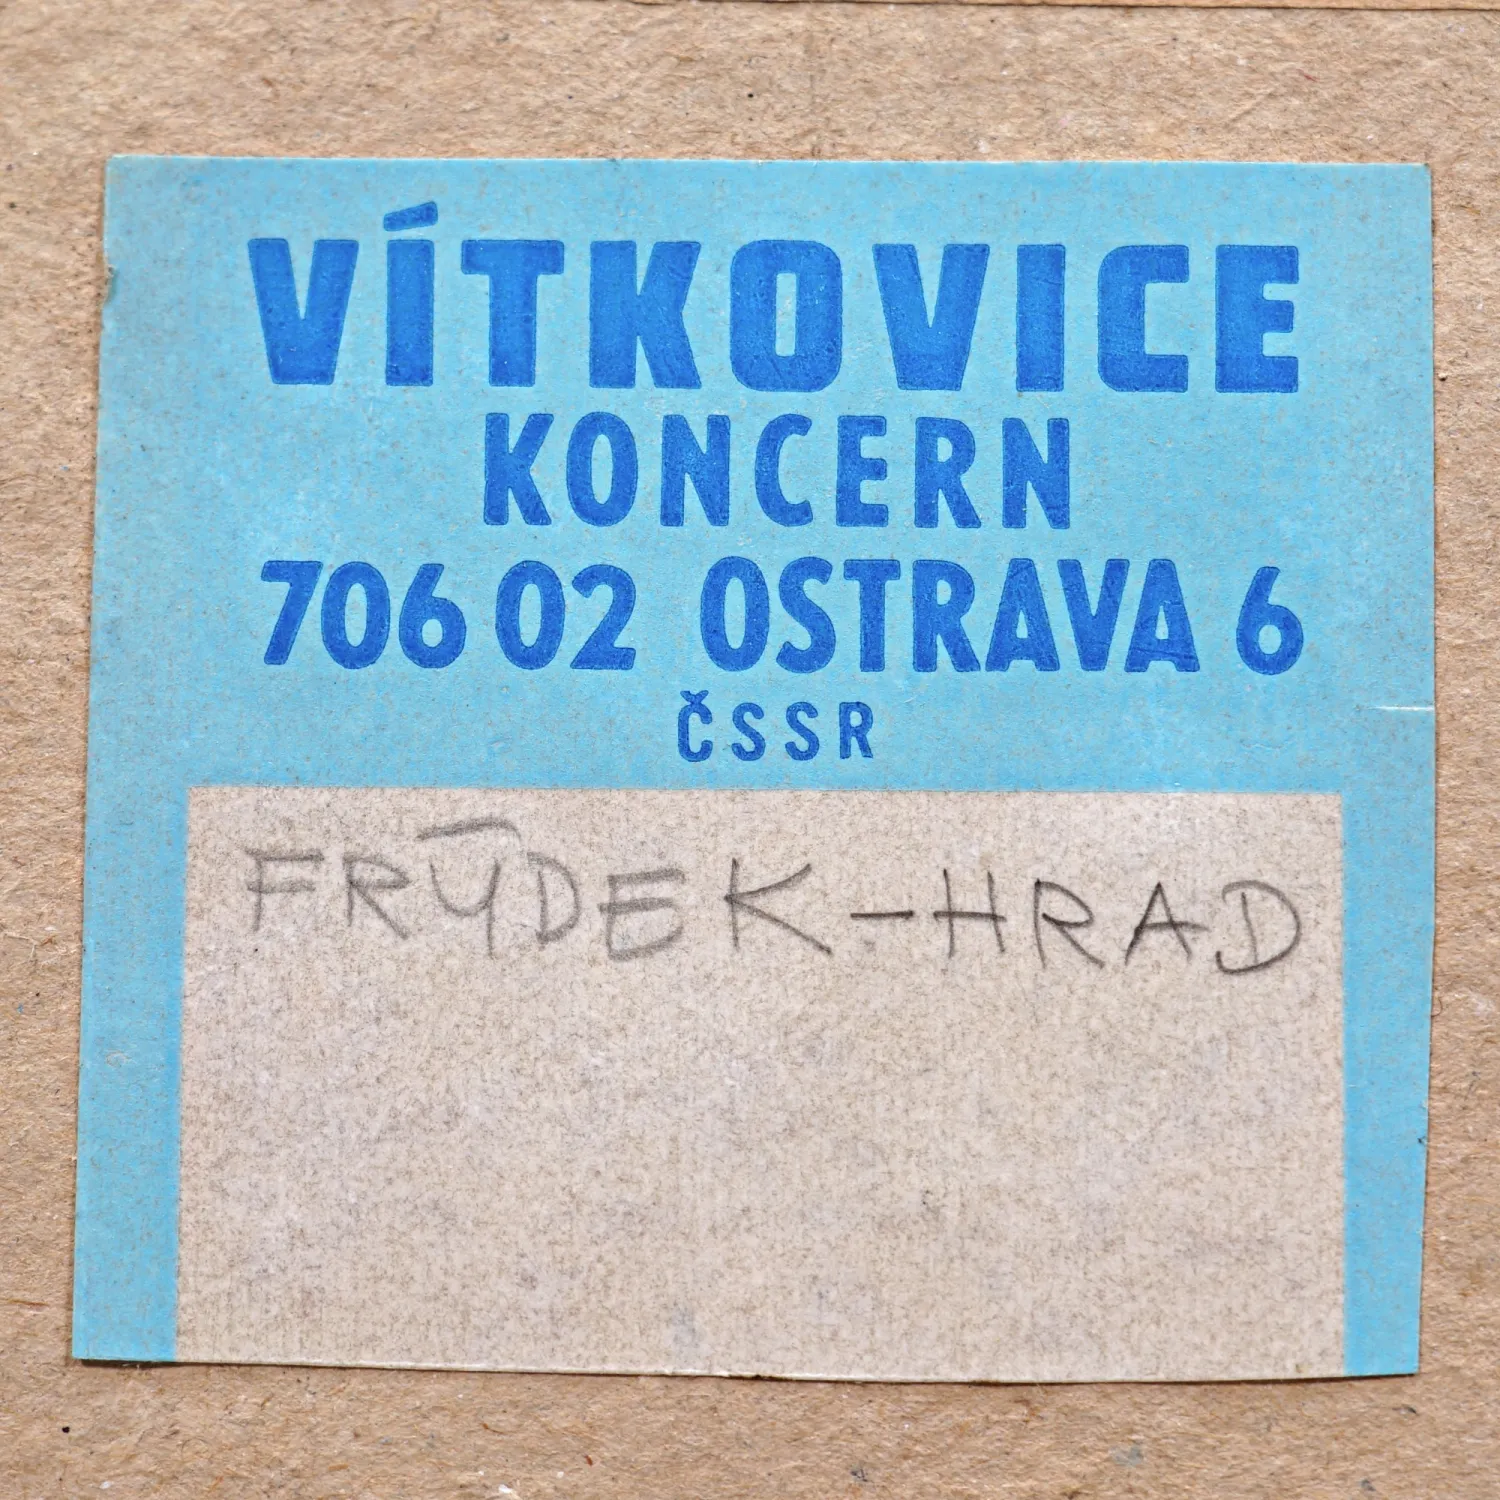 VÍTKOVICE
KONCERN
706 02 OSTRAVA 6
ČSSR
FRÝDEK-HRAD